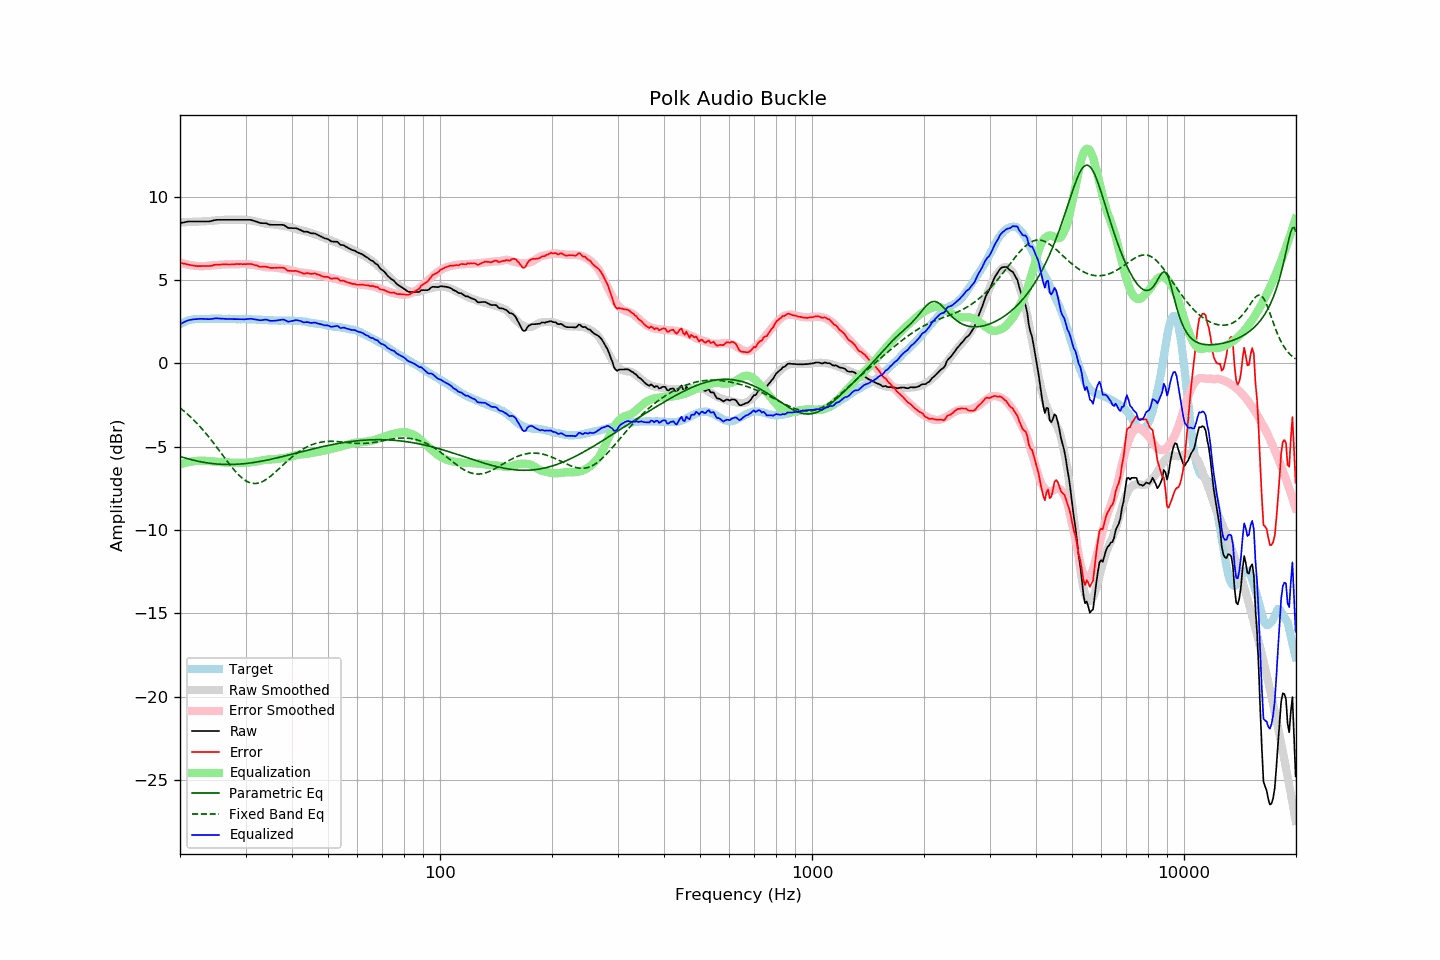 Polk Audio Buckle
Amplitude (dBr)
10
5
0
−5
−10
−15
−20
−25
Target
Raw Smoothed
Error Smoothed
Raw
Error
Equalization
Parametric Eq
Fixed Band Eq
Equalized
100
1000
10000
Frequency (Hz)